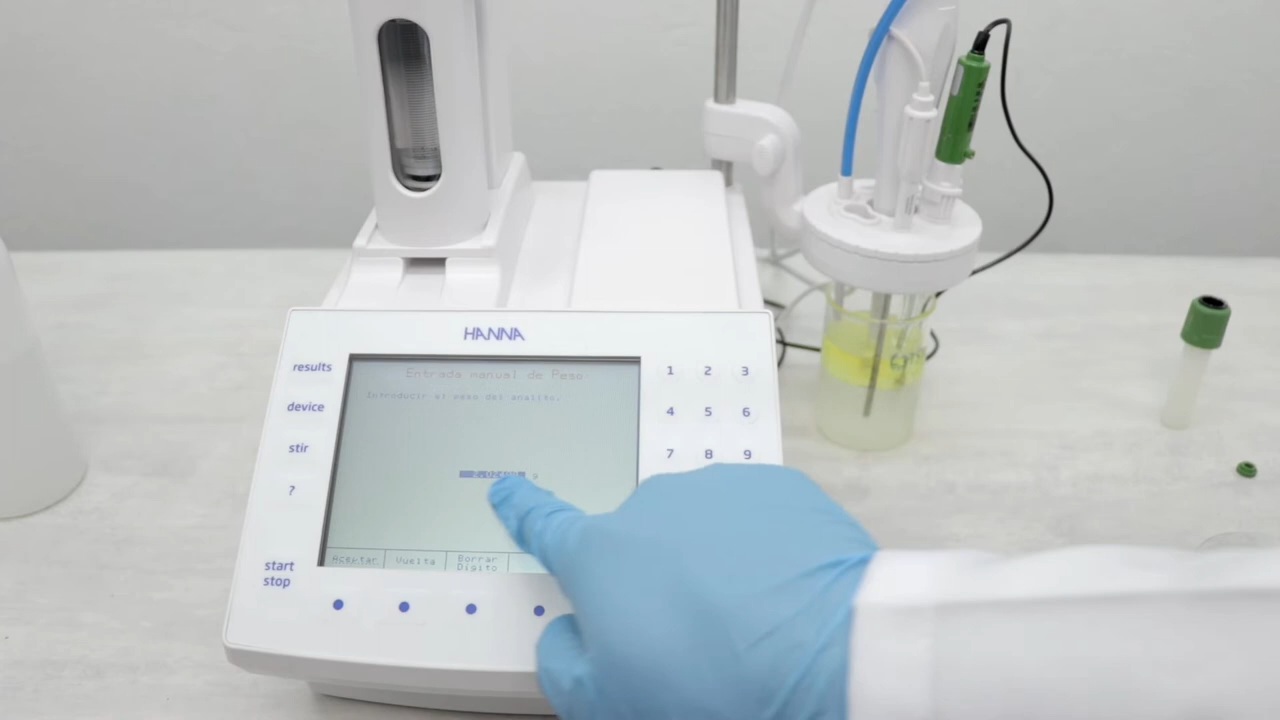 HANNA
results
device
stir
?
start
stop
Entrada manual de Peso
Introducir el peso del analito.
g
Aceptar
Vuelta
Borrar
Dígito
1 2 3
4 5 6
7 8 9